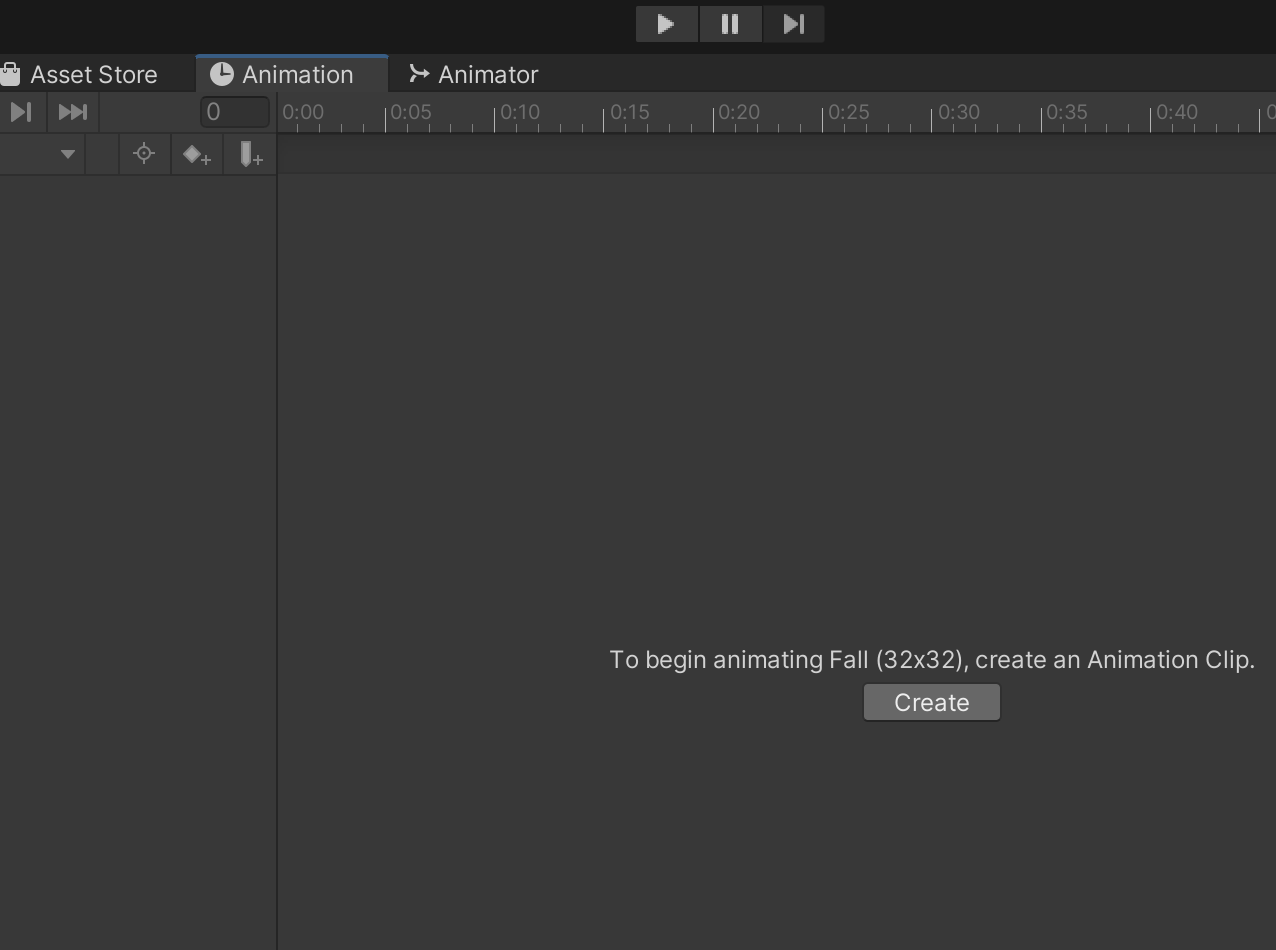 Asset Store Animation Animator
0 0:00 0:05 0:10 0:15 0:20 0:25 0:30 0:35 0:40 0
To begin animating Fall (32x32), create an Animation Clip.
Create